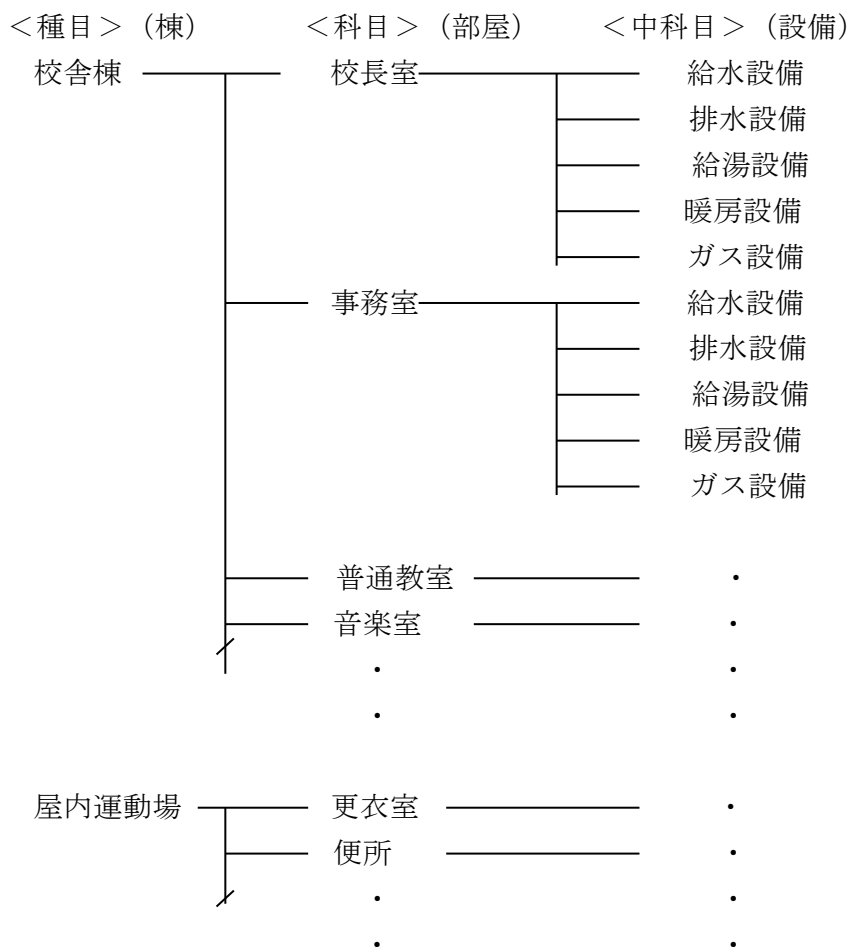 ＜種目＞（棟） ＜科目＞（部屋） ＜中科目＞（設備）
校舎棟 校長室 給水設備
排水設備
給湯設備
暖房設備
ガス設備
事務室 給水設備
排水設備
給湯設備
暖房設備
ガス設備
普通教室 ・
音楽室 ・
・ ・
・ ・
屋内運動場 更衣室 ・
便所 ・
・ ・
・ ・